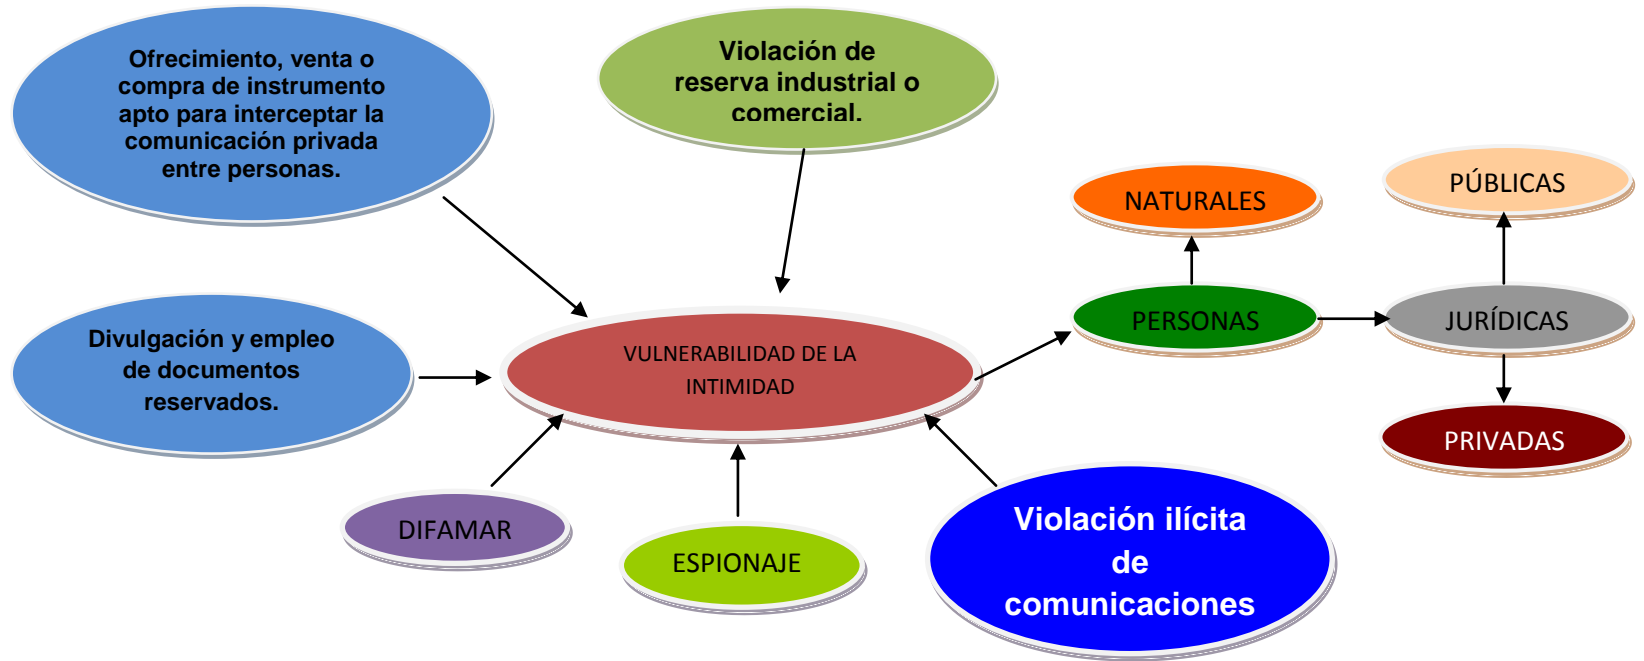 Ofrecimiento, venta o
compra de instrumento
apto para interceptar la
comunicación privada
entre personas.
Violación de
reserva industrial o
comercial.
NATURALES
PÚBLICAS
Divulgación y empleo
de documentos
reservados.
VULNERABILIDAD DE LA
INTIMIDAD
PERSONAS
JURÍDICAS
PRIVADAS
DIFAMAR
ESPIONAJE
Violación ilícita
de
comunicaciones